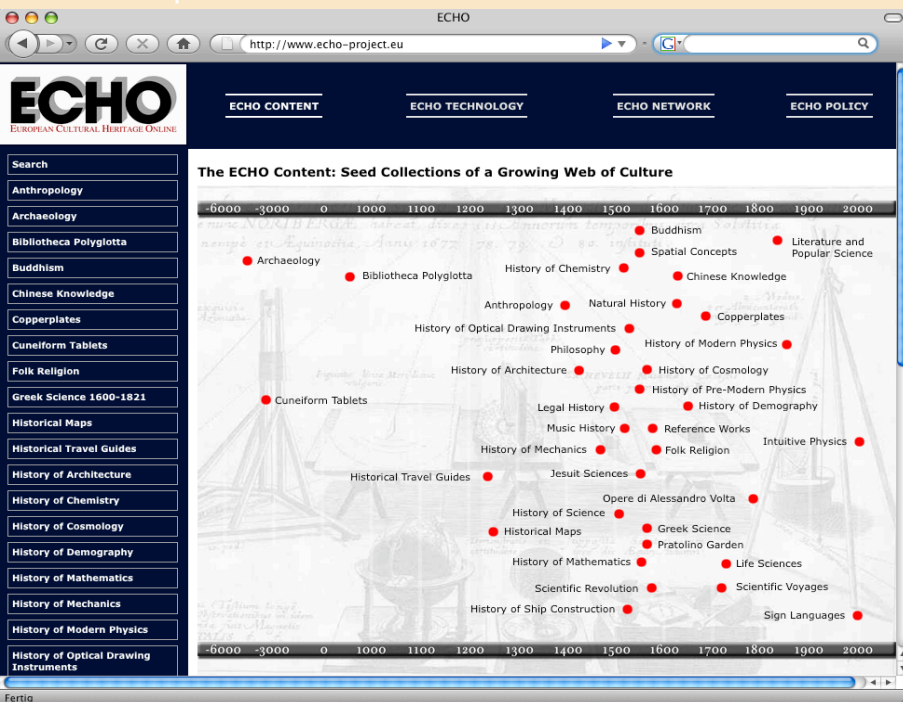 ECHO
http://www.echo-project.eu
G
ECHO
EUROPEAN CULTURAL HERITAGE ONLINE
ECHO CONTENT
ECHO TECHNOLOGY
ECHO NETWORK
ECHO POLICY
Search
Anthropology
Archaeology
Bibliotheca Polyglotta
Buddhism
Chinese Knowledge
Copperplates
Cuneiform Tablets
Folk Religion
Greek Science 1600-1821
Historical Maps
Historical Travel Guides
History of Architecture
History of Chemistry
History of Cosmology
History of Demography
History of Mathematics
History of Mechanics
History of Modern Physics
History of Optical Drawing
Instruments
The ECHO Content: Seed Collections of a Growing Web of Culture
-6000 -3000 0 1000 1100 1200 1300 1400 1500 1600 1700 1800 1900 2000
Buddhism
Literature and
Popular Science
Spatial Concepts
Archaeology
History of Chemistry
Bibliotheca Polyglotta
Chinese Knowledge
Anthropology
Natural History
Copperplates
History of Optical Drawing Instruments
History of Modern Physics
Philosophy
History of Architecture
History of Cosmology
History of Pre-Modern Physics
Cuneiform Tablets
Legal History
History of Demography
Music History
Reference Works
Intuitive Physics
History of Mechanics
Folk Religion
Historical Travel Guides
Jesuit Sciences
Opere di Alessandro Volta
History of Science
Historical Maps
Greek Science
Pratolino Garden
History of Mathematics
Life Sciences
Scientific Revolution
Scientific Voyages
History of Ship Construction
Sign Languages
-6000 -3000 0 1000 1100 1200 1300 1400 1500 1600 1700 1800 1900 2000
Fertig